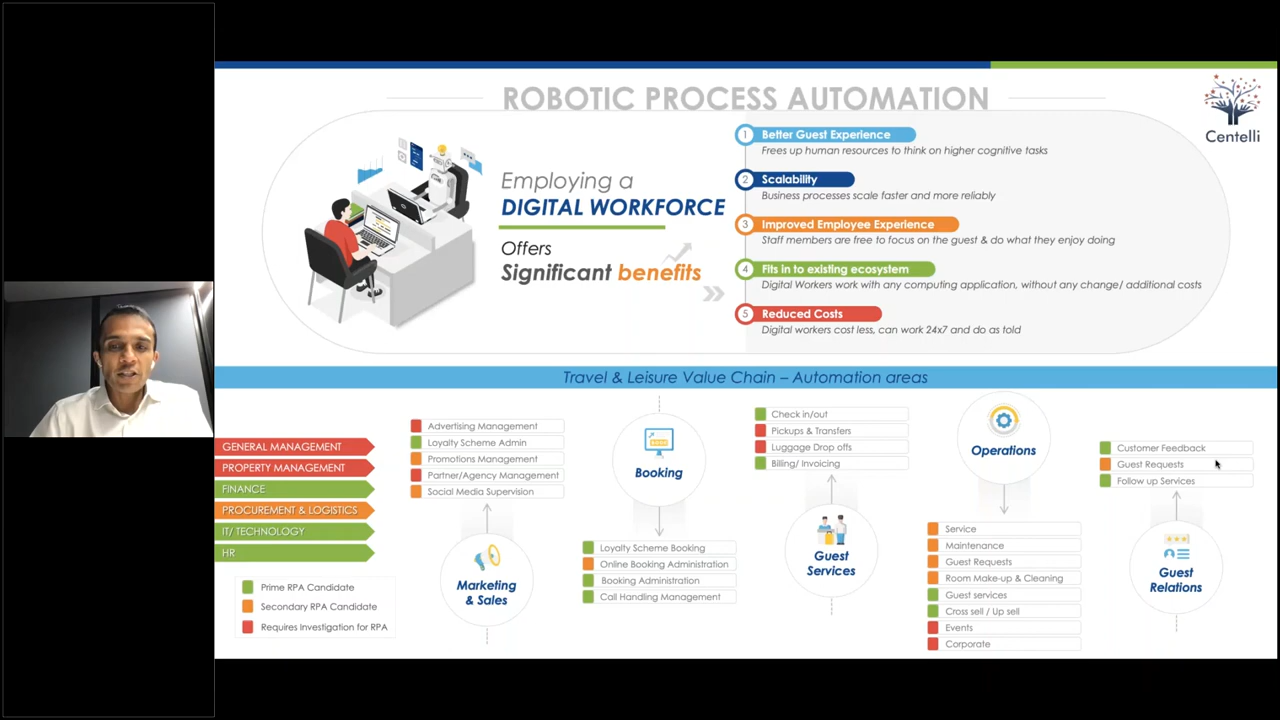 ROBOTIC PROCESS AUTOMATION
Centelli
Employing a
DIGITAL WORKFORCE
Offers
Significant benefits
1 Better Guest Experience
Frees up human resources to think on higher cognitive tasks
2 Scalability
Business processes scale faster and more reliably
3 Improved Employee Experience
Staff members are free to focus on the guest & do what they enjoy doing
4 Fits in to existing ecosystem
Digital Workers work with any computing application, without any change/ additional costs
5 Reduced Costs
Digital workers cost less, can work 24x7 and do as told
Travel & Leisure Value Chain – Automation areas
GENERAL MANAGEMENT
PROPERTY MANAGEMENT
FINANCE
PROCUREMENT & LOGISTICS
IT/ TECHNOLOGY
HR
Prime RPA Candidate
Secondary RPA Candidate
Requires Investigation for RPA
Advertising Management
Loyalty Scheme Admin
Promotions Management
Partner/Agency Management
Social Media Supervision
Marketing
& Sales
Booking
Loyalty Scheme Booking
Online Booking Administration
Booking Administration
Call Handling Management
Check in/out
Pickups & Transfers
Luggage Drop offs
Billing/ Invoicing
Guest
Services
Operations
Service
Maintenance
Guest Requests
Room Make-up & Cleaning
Guest services
Cross sell / Up sell
Events
Corporate
Customer Feedback
Guest Requests
Follow up Services
Guest
Relations